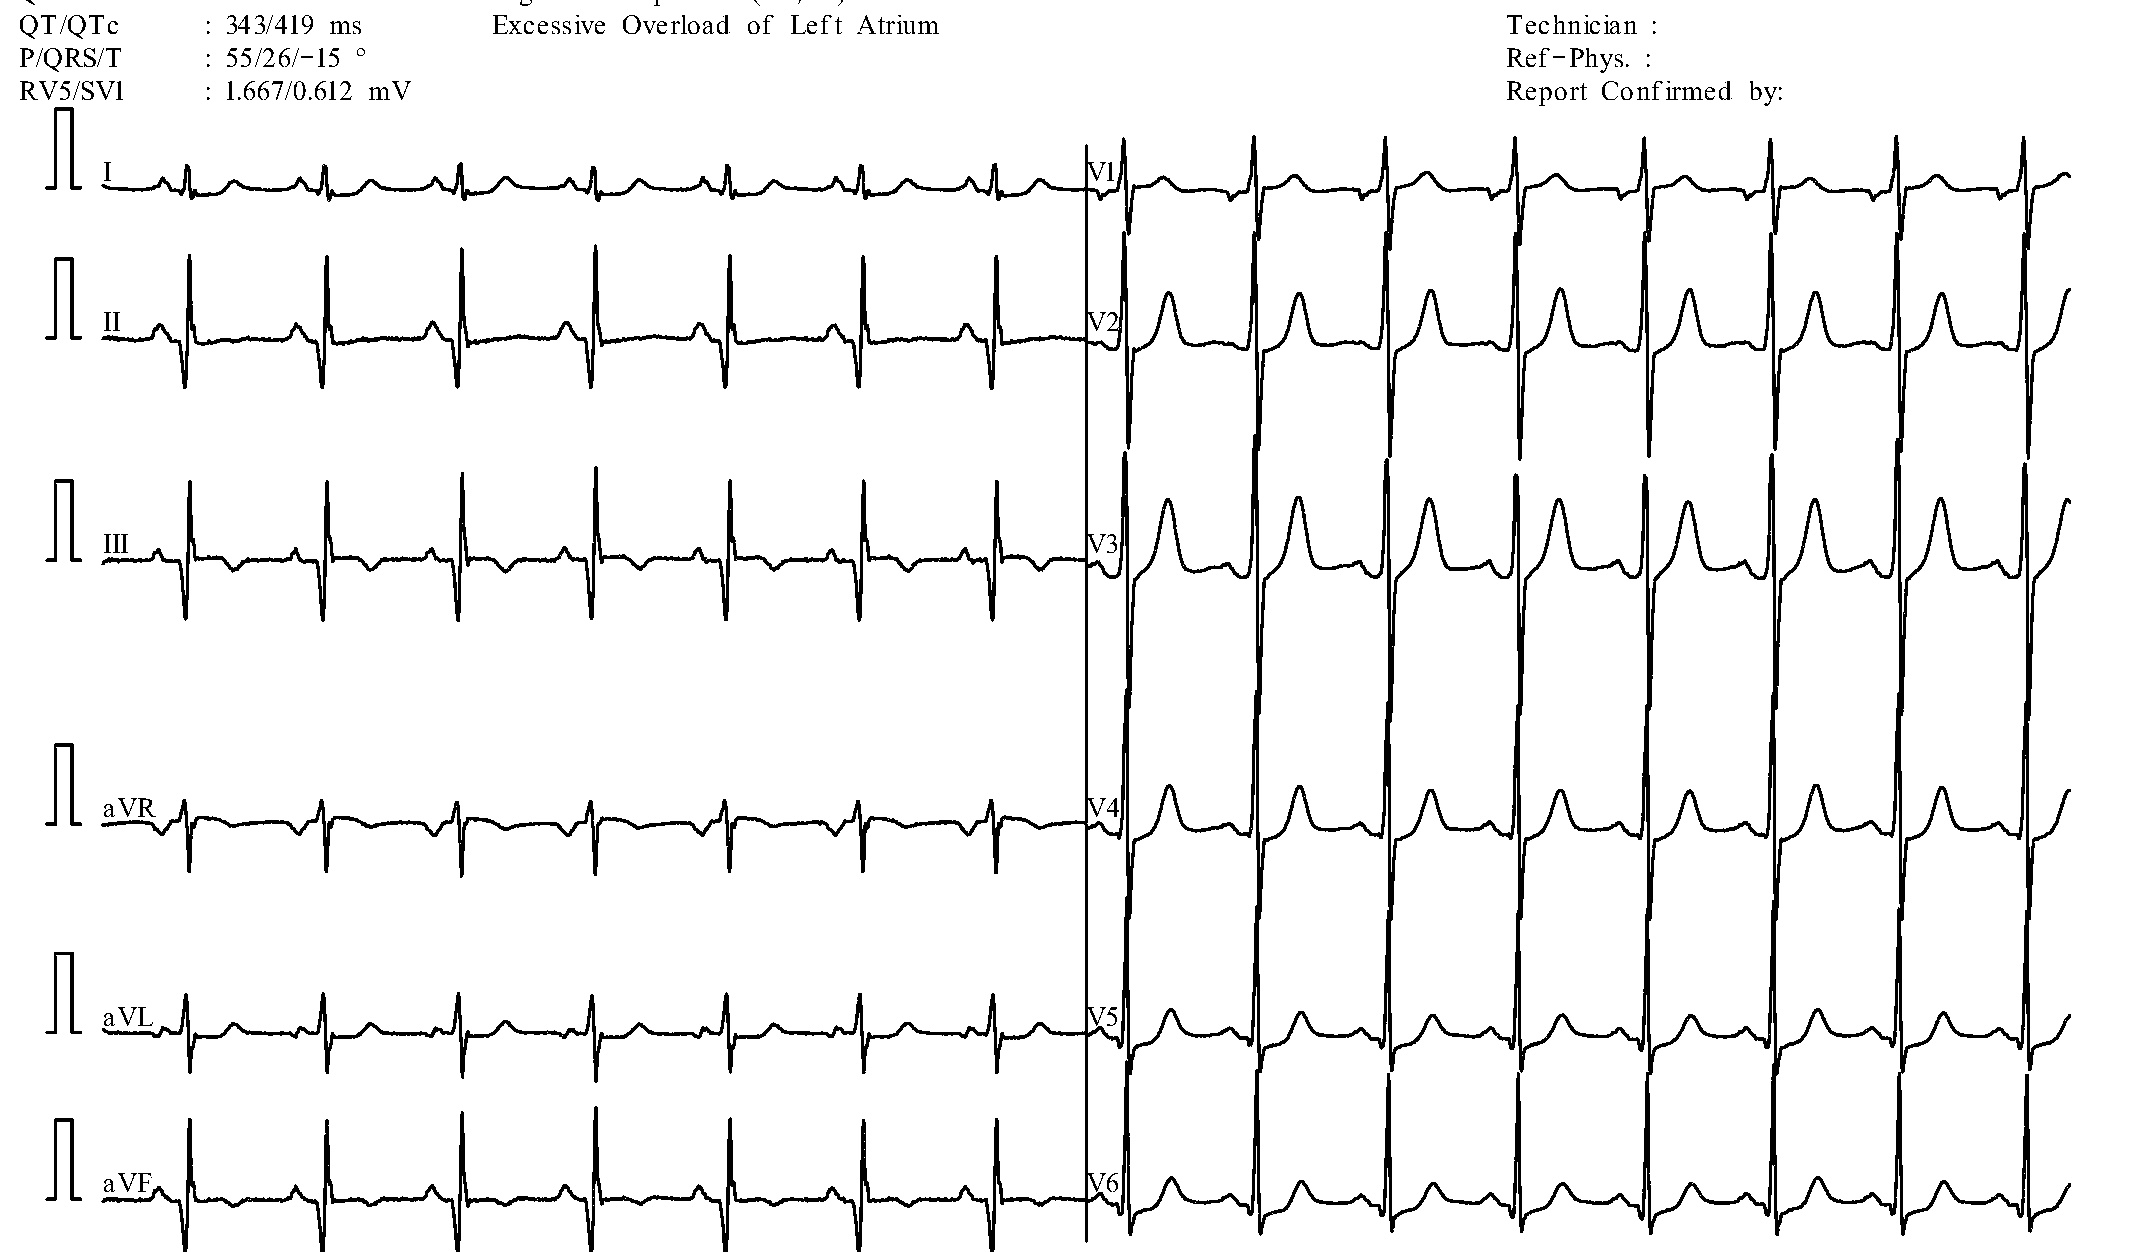 QT/QTc : 343/419 ms
P/QRS/T : 55/26/-15 °
RV5/SV1 : 1.667/0.612 mV
Excessive Overload of Left Atrium
Technician :
Ref-Phys. :
Report Confirmed by:
I
II
III
aVR
aVL
aVF
V1
V2
V3
V4
V5
V6